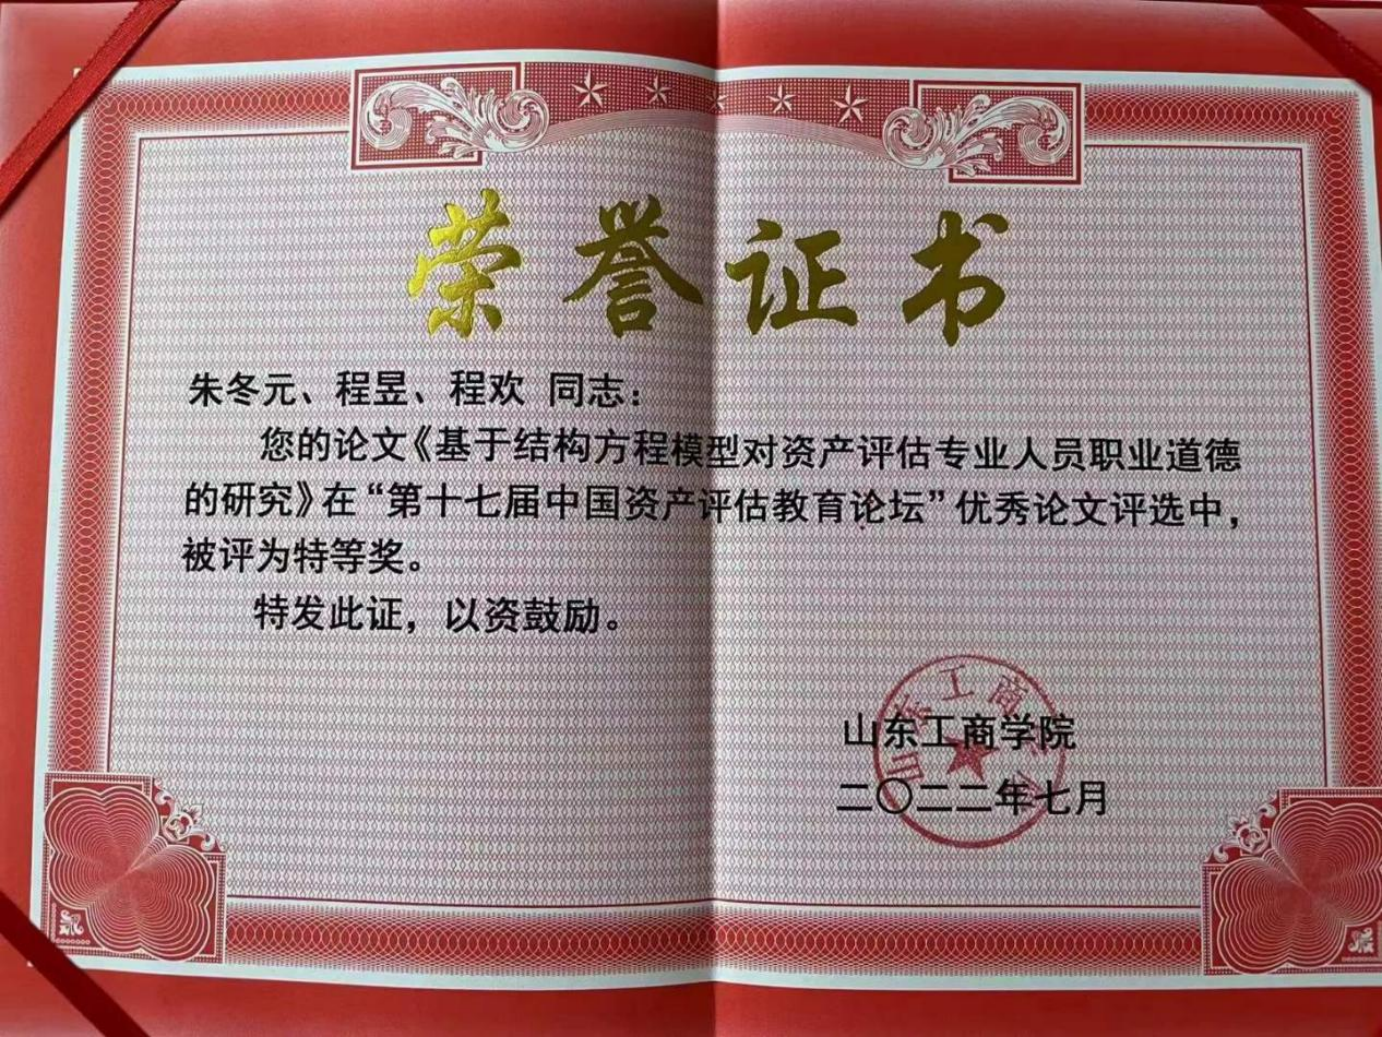 荣誉证书
朱冬元、程昱、程欢 同志：
您的论文《基于结构方程模型对资产评估专业人员职业道德
的研究》在“第十七届中国资产评估教育论坛”优秀论文评选中，
被评为特等奖。
特发此证，以资鼓励。
山东工商学院
二〇二二年七月